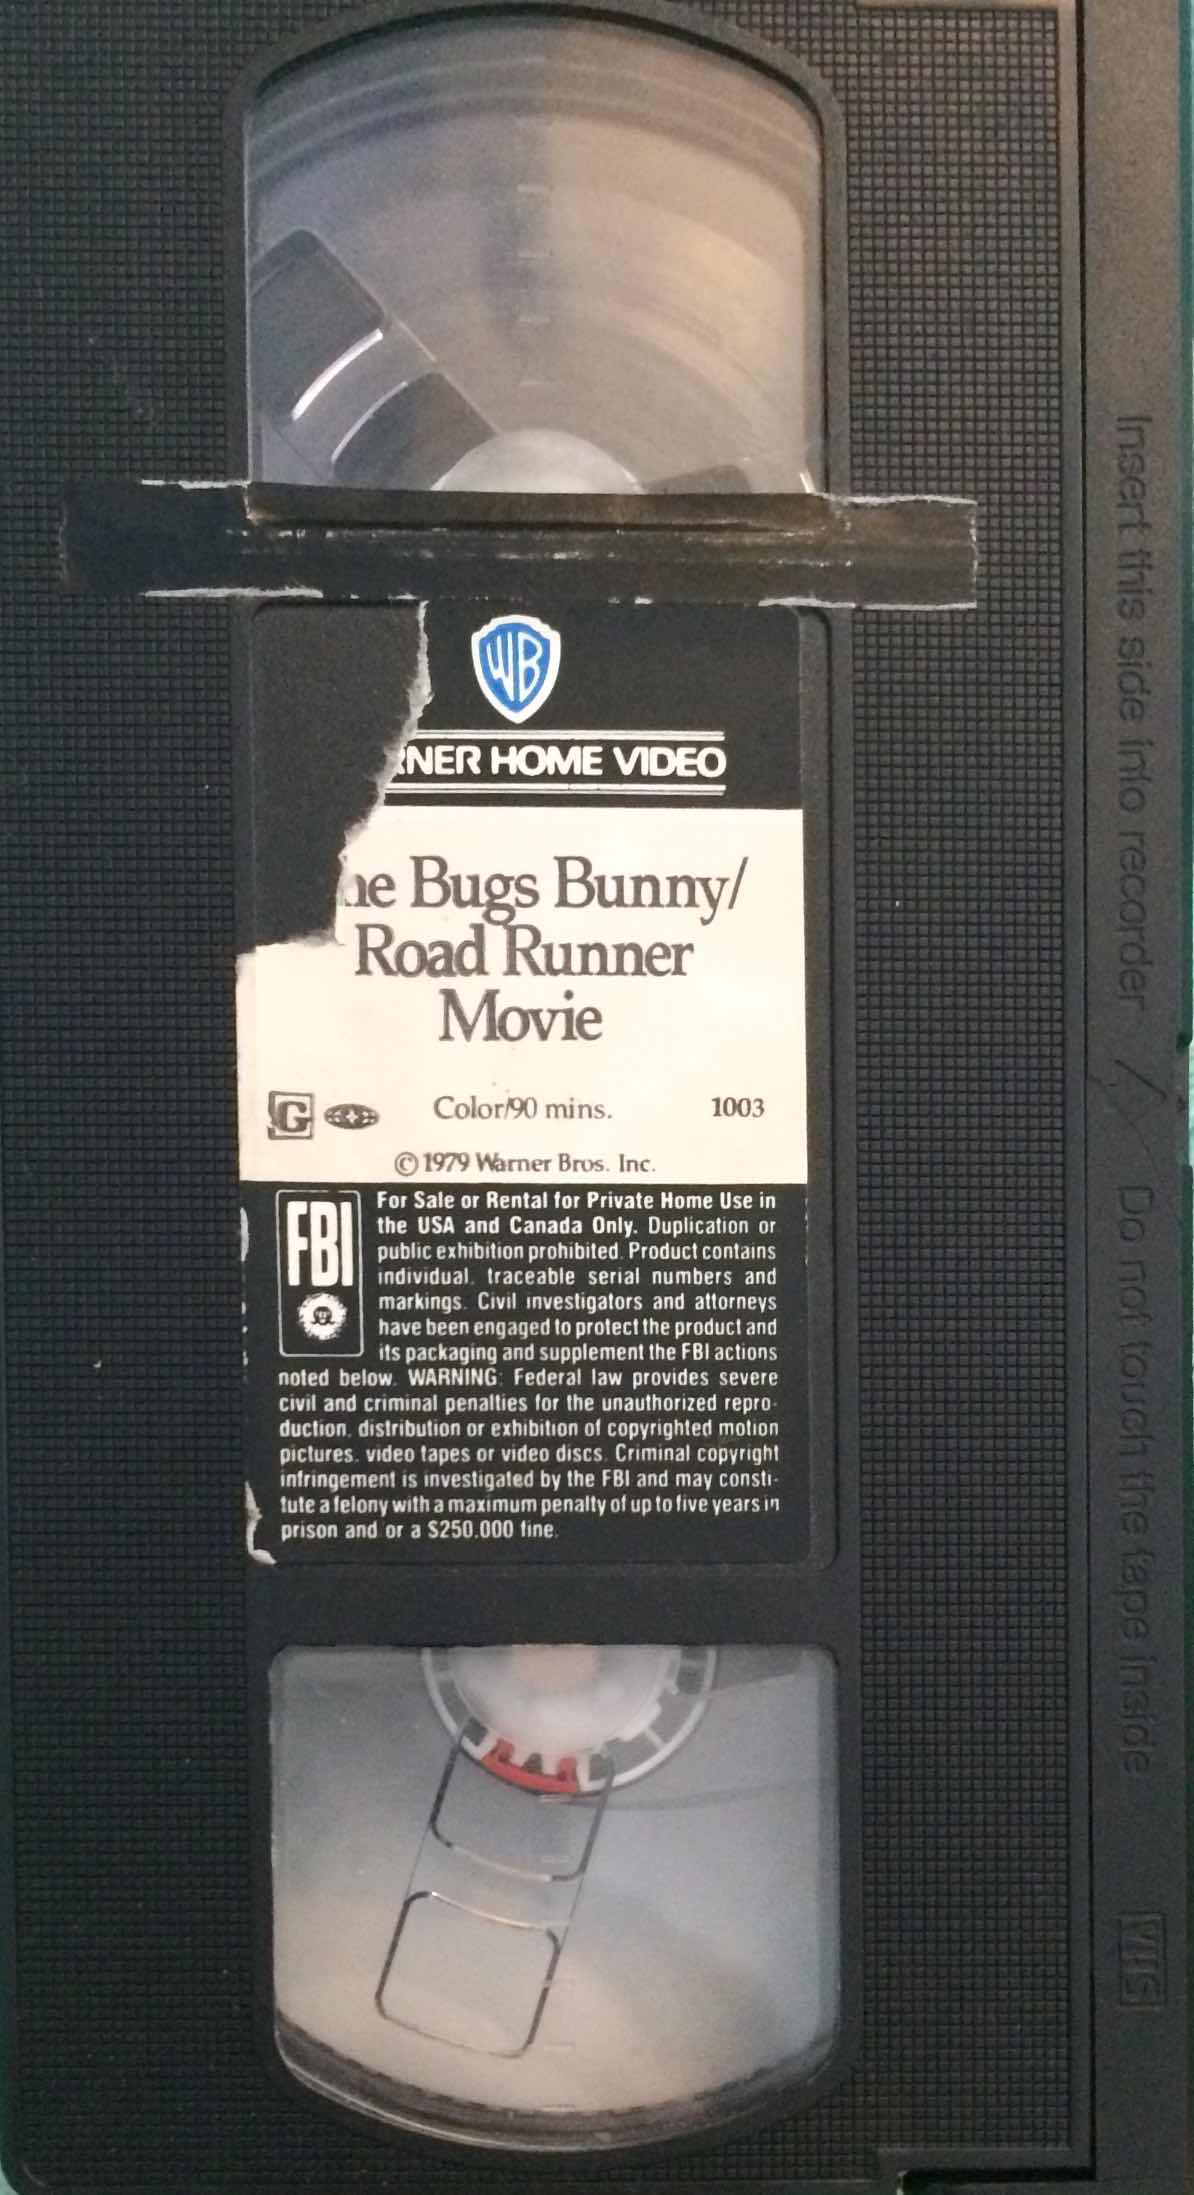 WB
RNER HOME VIDEO
he Bugs Bunny/
Road Runner
Movie
G
Color/90 mins.
1003
© 1979 Warner Bros. Inc.
FBI
For Sale or Rental for Private Home Use in
the USA and Canada Only. Duplication or
public exhibition prohibited. Product contains
individual, traceable serial numbers and
markings. Civil investigators and attorneys
have been engaged to protect the product and
its packaging and supplement the FBI actions
noted below. WARNING: Federal law provides severe
civil and criminal penalties for the unauthorized repro-
duction, distribution or exhibition of copyrighted motion
pictures, video tapes or video discs. Criminal copyright
infringement is investigated by the FBI and may consti-
tute a felony with a maximum penalty of up to five years in
prison and or a $250,000 fine.
Insert this side into recorder
Do not touch the tape inside
VHS